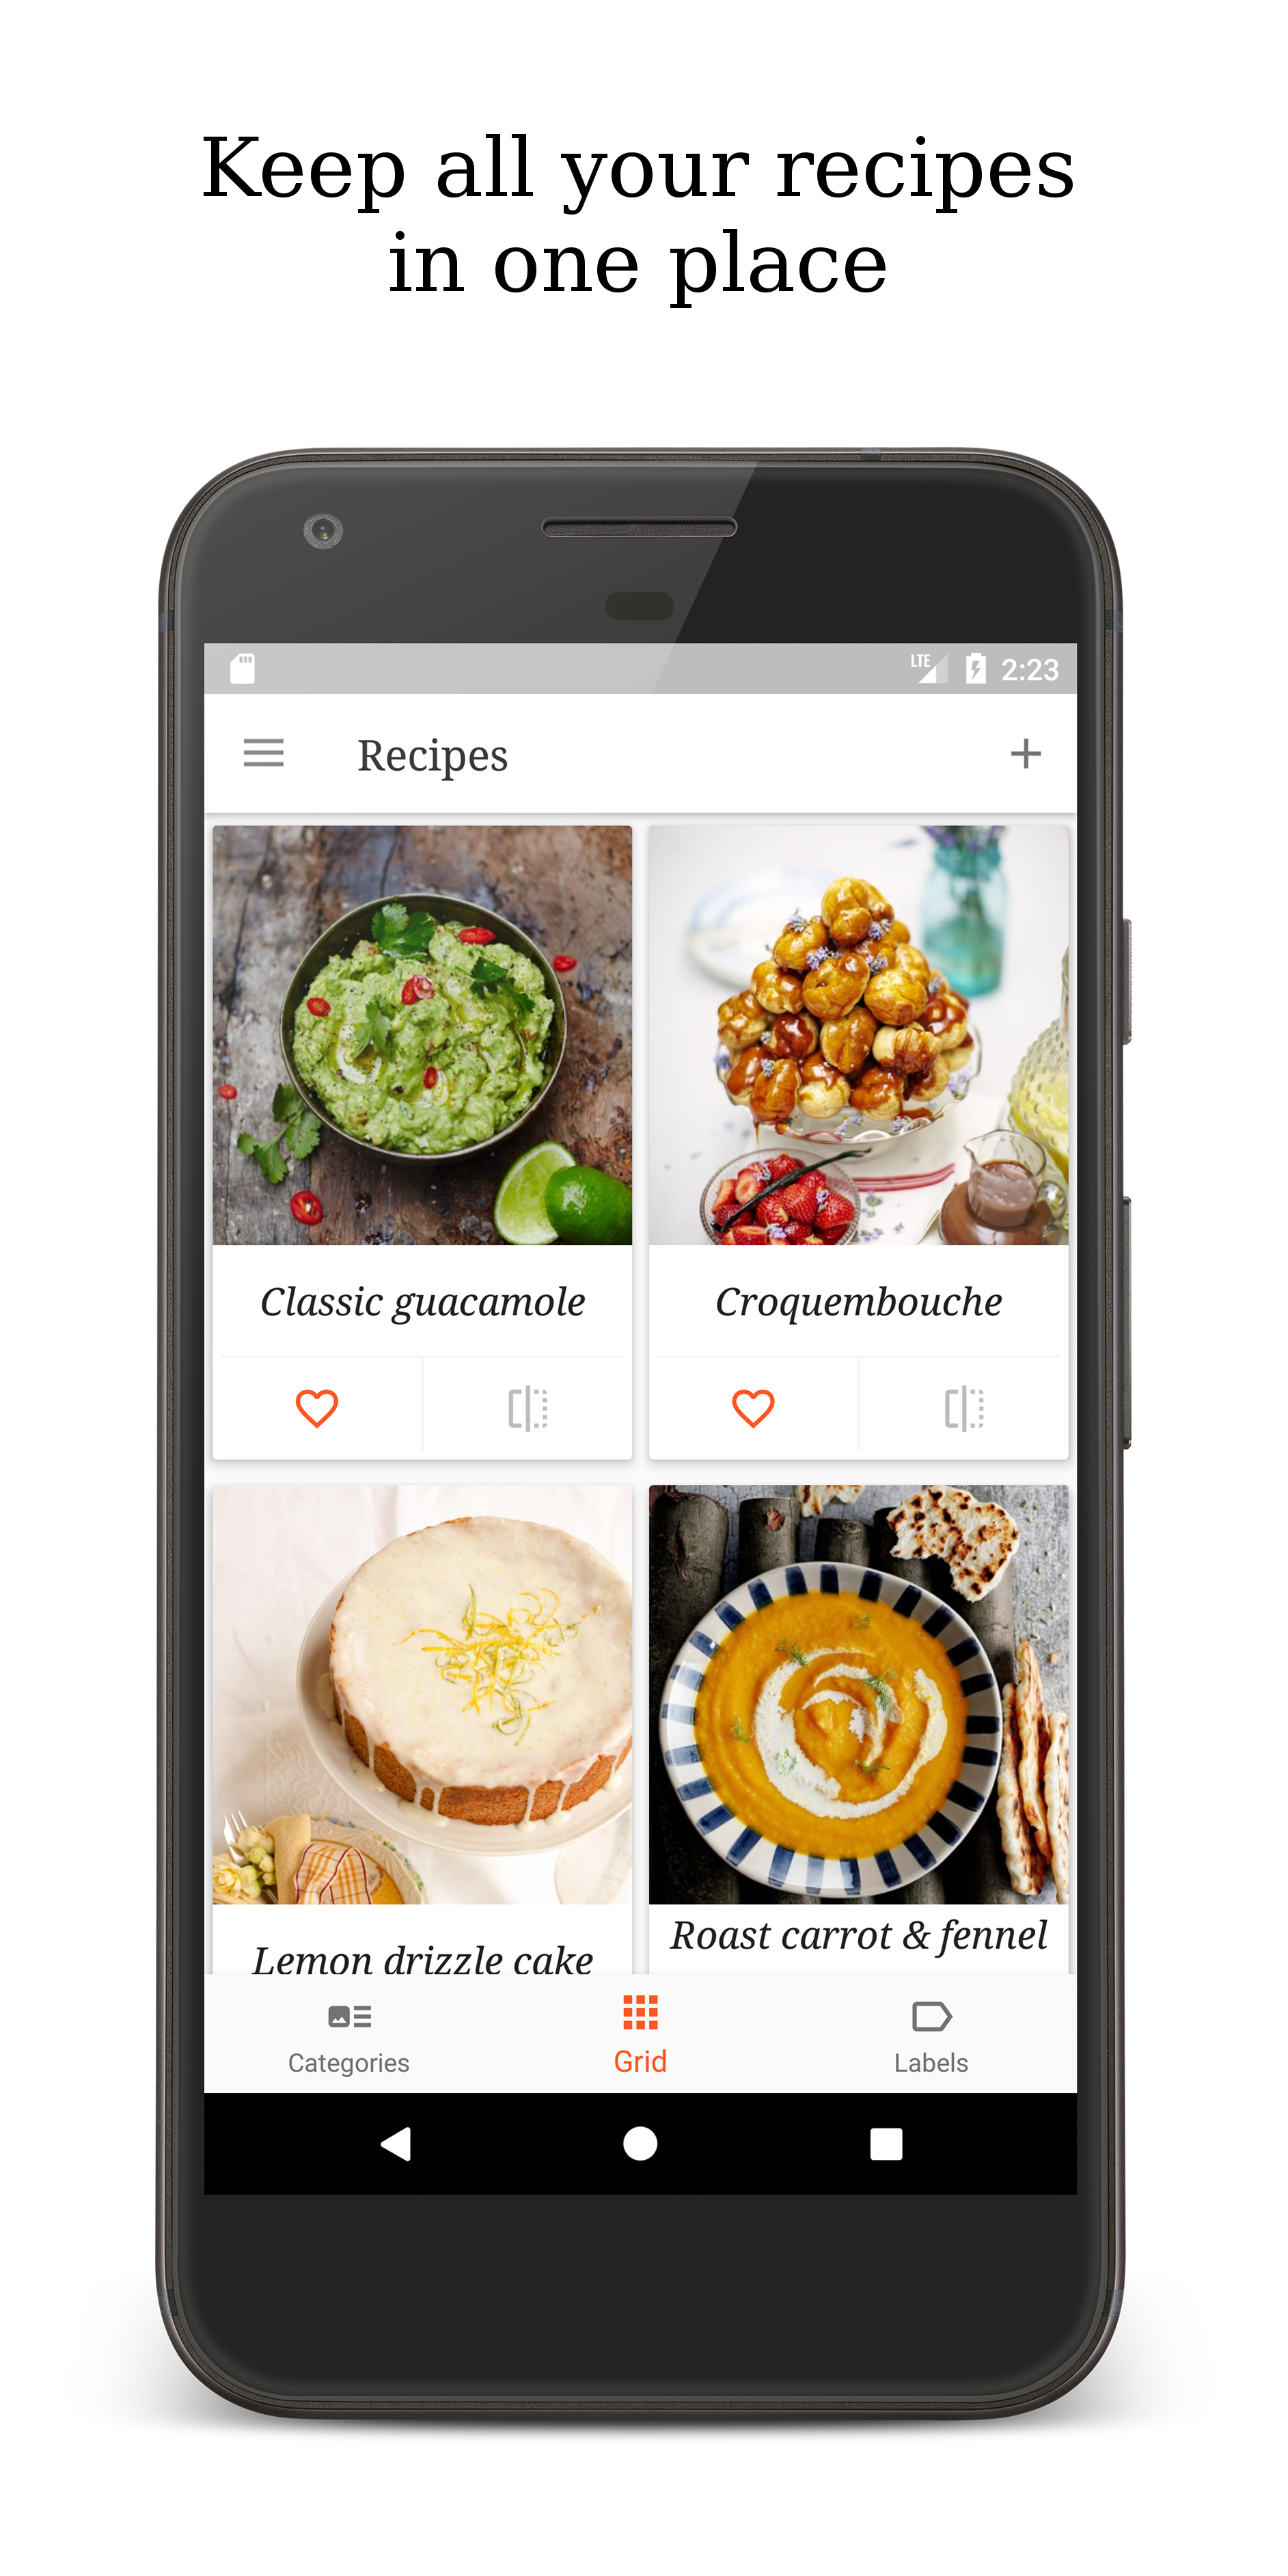 Keep all your recipes
in one place
LTE 2:23
Recipes
Classic guacamole
Croquembouche
Lemon drizzle cake
Roast carrot & fennel
Categories
Grid
Labels